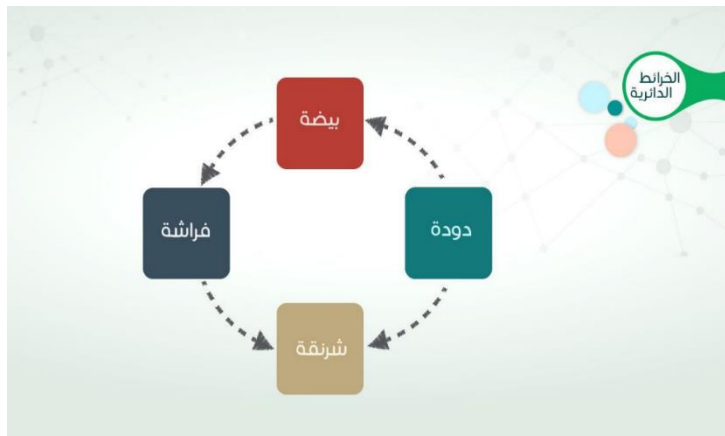 الخرائط
الدائرية
بيضة
دودة
فراشة
شرنقة